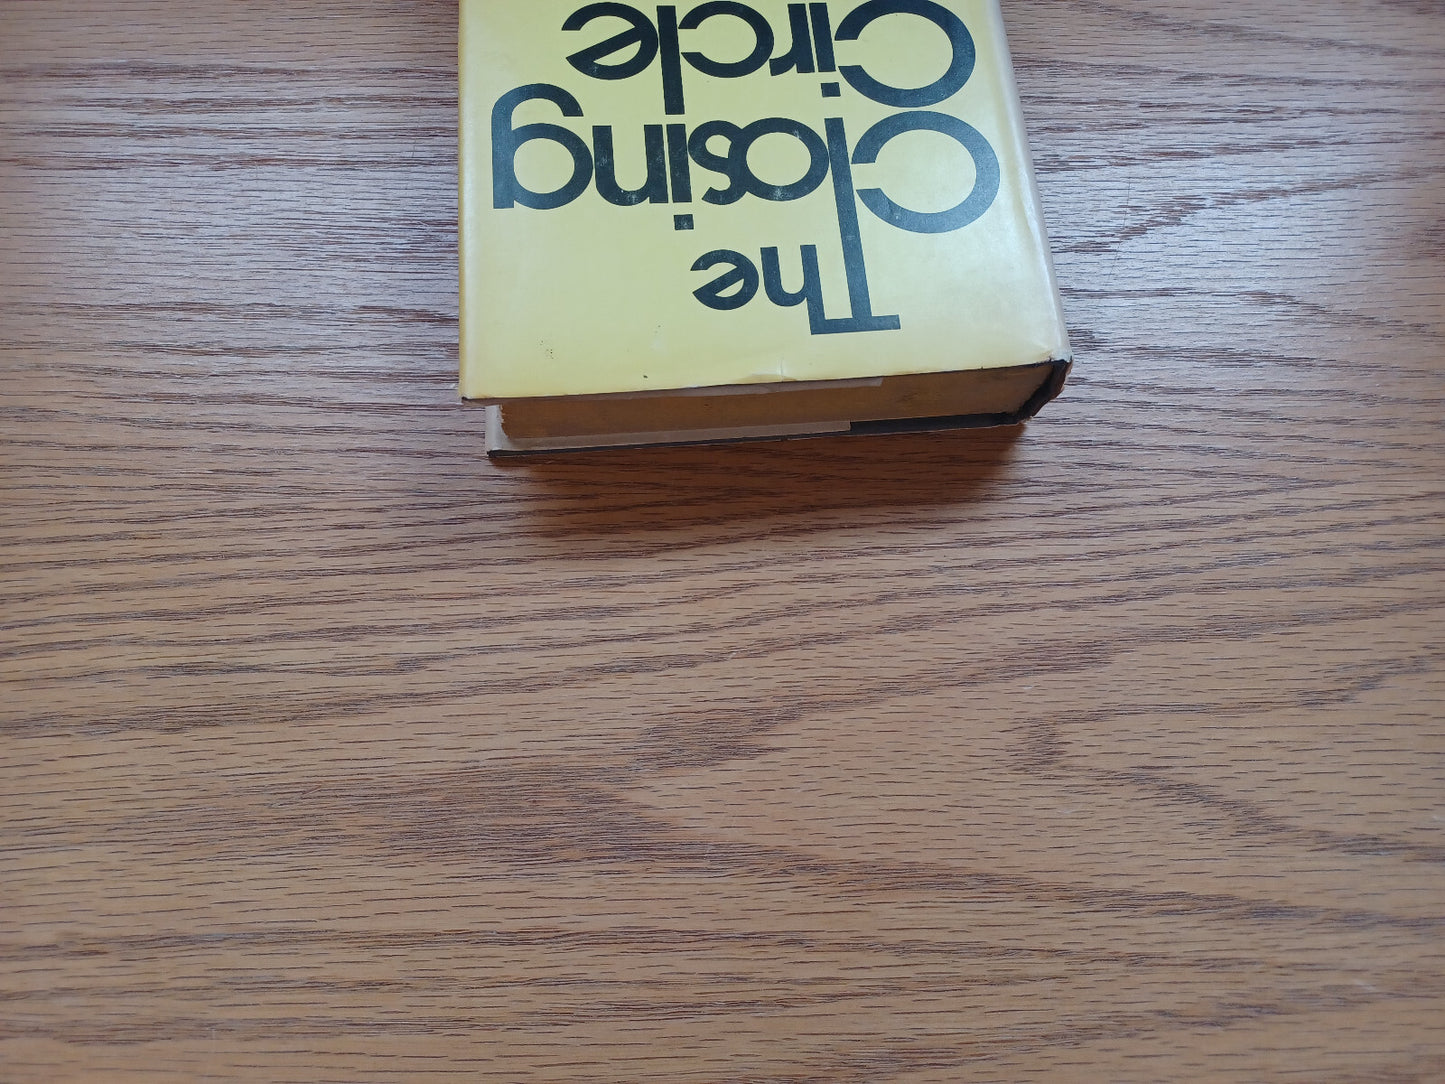 The
Closing
Circle